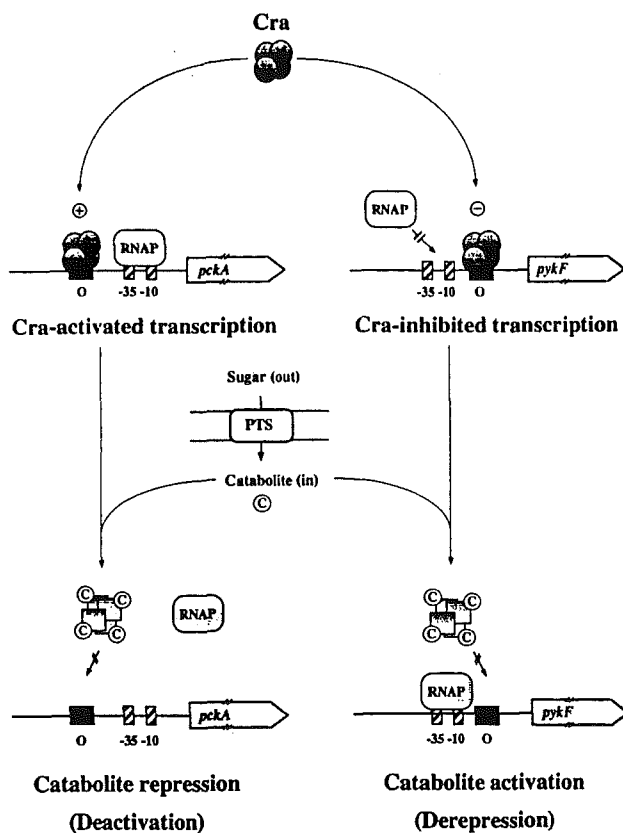 Cra
+
−
RNAP
RNAP
pckA
O -35 -10
pykF
-35 -10 O
Cra-activated transcription
Cra-inhibited transcription
Sugar (out)
PTS
Catabolite (in)
C
C C
C C
RNAP
C C
C C
RNAP
pckA
O -35 -10
pykF
-35 -10 O
Catabolite repression
(Deactivation)
Catabolite activation
(Derepression)